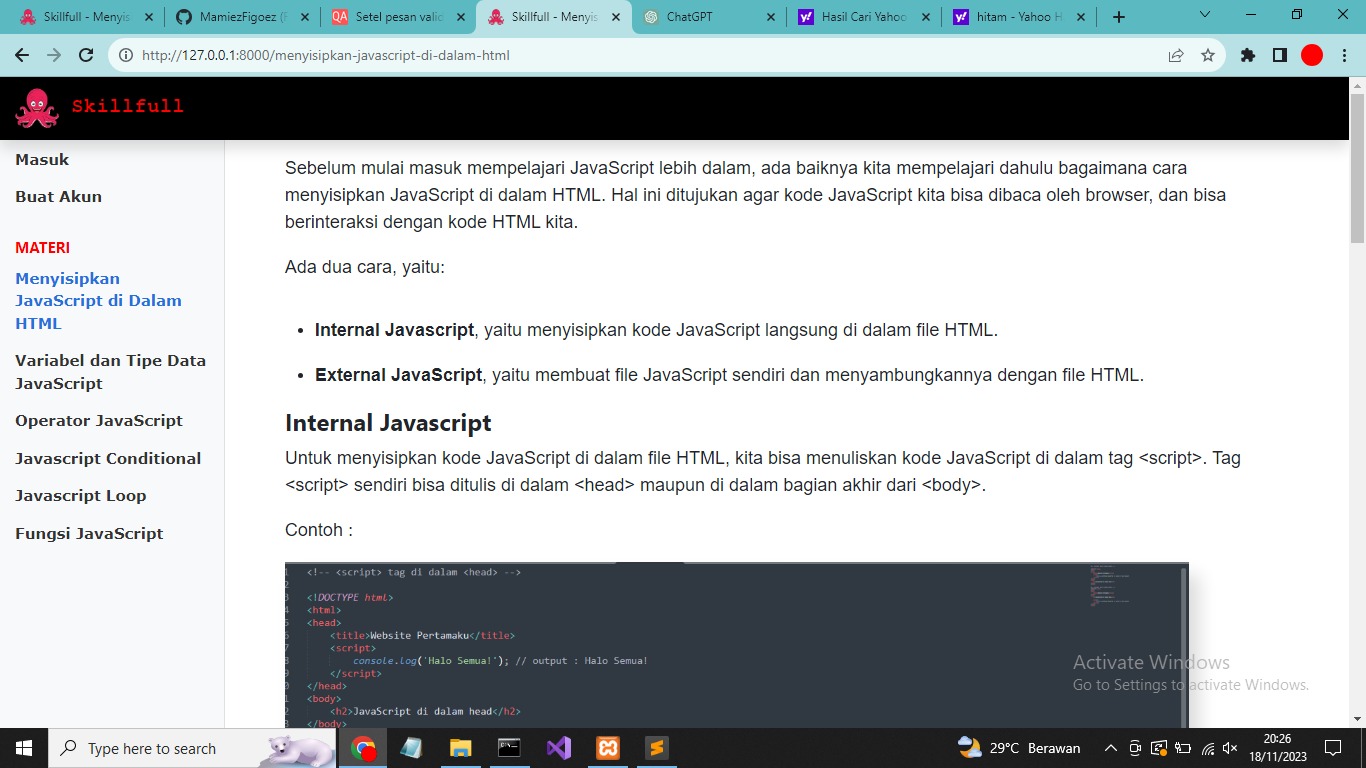 Skillfull - Menyis
MamiezFigoez (F
QA Setel pesan valid
Skillfull - Menyis
ChatGPT
y! Hasil Cari Yahoo
y! hitam - Yahoo H
http://127.0.0.1:8000/menyisipkan-javascript-di-dalam-html
Skillfull
Masuk
Buat Akun
MATERI
Menyisipkan
JavaScript di Dalam
HTML
Variabel dan Tipe Data
JavaScript
Operator JavaScript
Javascript Conditional
Javascript Loop
Fungsi JavaScript
Sebelum mulai masuk mempelajari JavaScript lebih dalam, ada baiknya kita mempelajari dahulu bagaimana cara
menyisipkan JavaScript di dalam HTML. Hal ini ditujukan agar kode JavaScript kita bisa dibaca oleh browser, dan bisa
berinteraksi dengan kode HTML kita.
Ada dua cara, yaitu:
• Internal Javascript, yaitu menyisipkan kode JavaScript langsung di dalam file HTML.
• External JavaScript, yaitu membuat file JavaScript sendiri dan menyambungkannya dengan file HTML.
Internal Javascript
Untuk menyisipkan kode JavaScript di dalam file HTML, kita bisa menuliskan kode JavaScript di dalam tag <script>. Tag
<script> sendiri bisa ditulis di dalam <head> maupun di dalam bagian akhir dari <body>.
Contoh :
1 <!-- <script> tag di dalam <head> -->
2
3 <!DOCTYPE html>
4 <html>
5 <head>
6 <title>Website Pertamaku</title>
7 <script>
8 console.log('Halo Semua!'); // output : Halo Semua!
9 </script>
0 </head>
1 <body>
2 <h2>JavaScript di dalam head</h2>
3 </body>
Activate Windows
Go to Settings to activate Windows.
Type here to search
29°C Berawan
20:26
18/11/2023